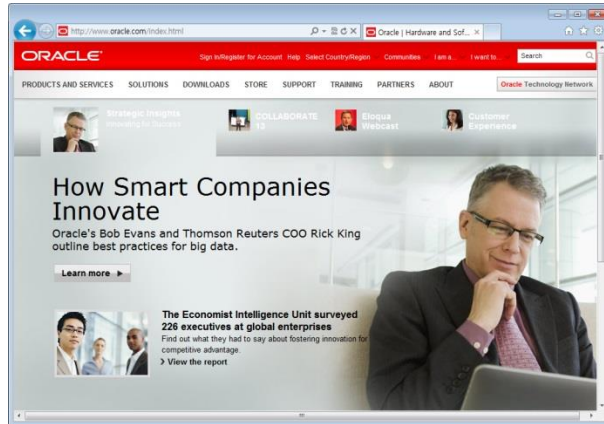 http://www.oracle.com/index.html
Oracle | Hardware and Sof...
ORACLE
Sign In/Register for Account Help Select Country/Region Communities I am a... I want to... Search
PRODUCTS AND SERVICES SOLUTIONS DOWNLOADS STORE SUPPORT TRAINING PARTNERS ABOUT Oracle Technology Network
Strategic Insights
COLLABORATE
13
Eloqua
Webcast
Customer
Experience
How Smart Companies
Innovate
Oracle's Bob Evans and Thomson Reuters COO Rick King
outline best practices for big data.
Learn more
The Economist Intelligence Unit surveyed
226 executives at global enterprises
Find out what they had to say about fostering innovation for
competitive advantage.
View the report